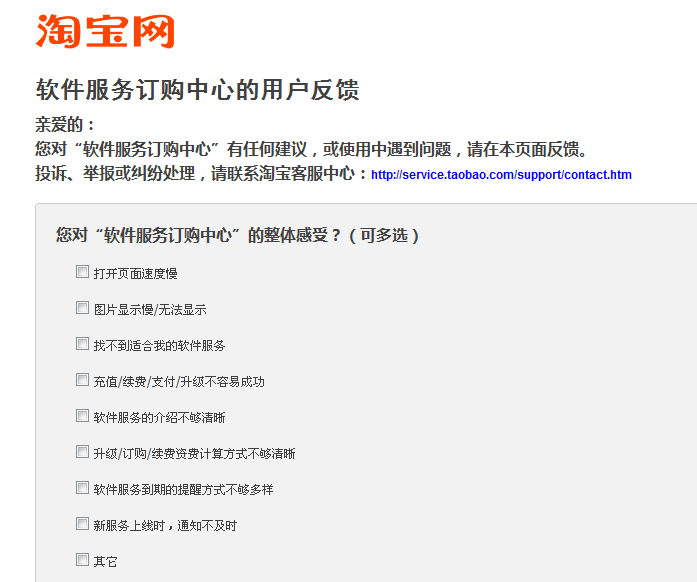 淘宝网
软件服务订购中心的用户反馈
亲爱的：
您对“软件服务订购中心”有任何建议，或使用中遇到问题，请在本页面反馈。
投诉、举报或纠纷处理，请联系淘宝客服中心：http://service.taobao.com/support/contact.htm
您对“软件服务订购中心”的整体感受？（可多选）
打开页面速度慢
图片显示慢/无法显示
找不到适合我的软件服务
充值/续费/支付/升级不容易成功
软件服务的介绍不够清晰
升级/订购/续费资费计算方式不够清晰
软件服务到期的提醒方式不够多样
新服务上线时，通知不及时
其它